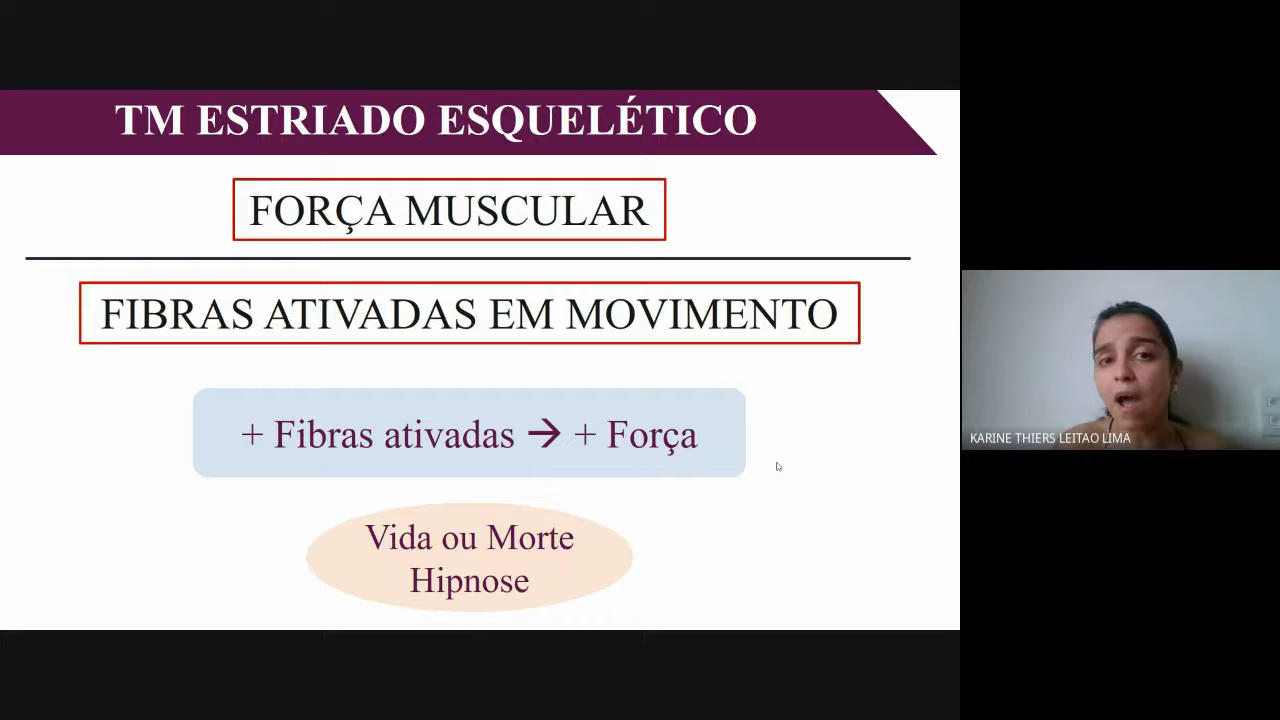 TM ESTRIADO ESQUELÉTICO
FORÇA MUSCULAR
FIBRAS ATIVADAS EM MOVIMENTO
+ Fibras ativadas → + Força
Vida ou Morte
Hipnose
KARINE THIERS LEITAO LIMA